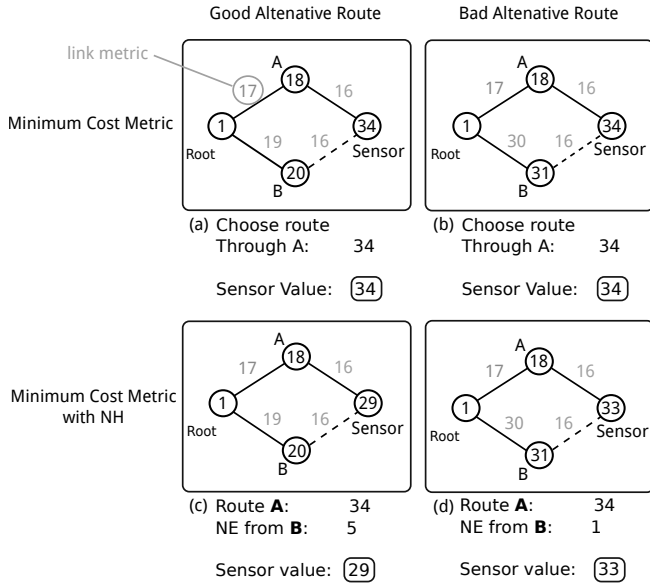 Good Altenative Route
Bad Altenative Route
link metric
Minimum Cost Metric
A
17
18
16
1
34
Root
19
16
Sensor
20
B
A
17
18
16
1
34
Root
30
16
Sensor
31
B
(a) Choose route
Through A: 34
Sensor Value: 34
(b) Choose route
Through A: 34
Sensor Value: 34
Minimum Cost Metric
with NH
A
17
18
16
1
29
Root
19
16
Sensor
20
B
A
17
18
16
1
33
Root
30
16
Sensor
31
B
(c) Route A: 34
NE from B: 5
Sensor value: 29
(d) Route A: 34
NE from B: 1
Sensor value: 33